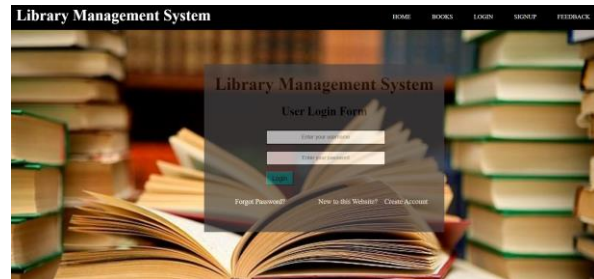 Library Management System
HOME BOOKS LOGIN SIGNUP FEEDBACK
Library Management System
User Login Form
Enter your username
Enter your password
Login
Forgot Password? New to this Website? Create Account